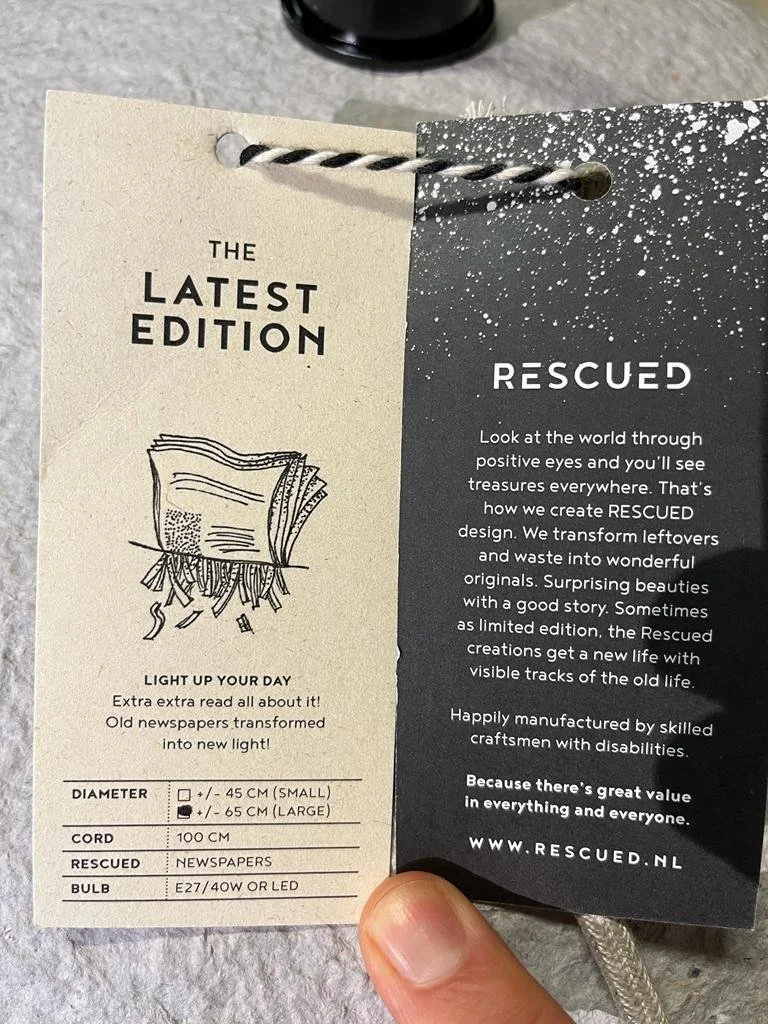 THE
LATEST
EDITION
LIGHT UP YOUR DAY
Extra extra read all about it!
Old newspapers transformed
into new light!
DIAMETER +/- 45 CM (SMALL)
+/- 65 CM (LARGE)
CORD 100 CM
RESCUED NEWSPAPERS
BULB E27/40W OR LED
RESCUED
Look at the world through
positive eyes and you'll see
treasures everywhere. That's
how we create RESCUED
design. We transform leftovers
and waste into wonderful
originals. Surprising beauties
with a good story. Sometimes
as limited edition, the Rescued
creations get a new life with
visible tracks of the old life.
Happily manufactured by skilled
craftsmen with disabilities.
Because there's great value
in everything and everyone.
WWW.RESCUED.NL